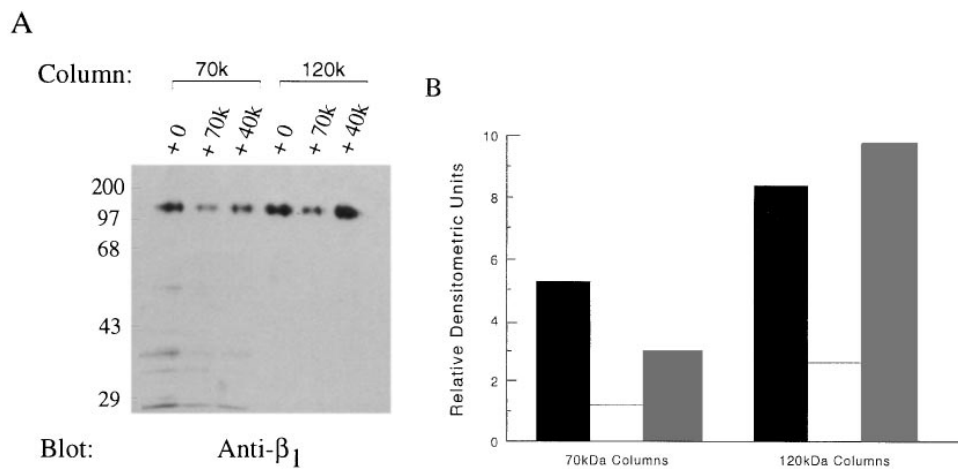 A
Column: 70k 120k
+ 0 + 70k + 40k + 0 + 70k + 40k
200
97
68
43
29
Blot: Anti-β1
B
Relative Densitometric Units
10
8
6
4
2
0
70kDa Columns 120kDa Columns